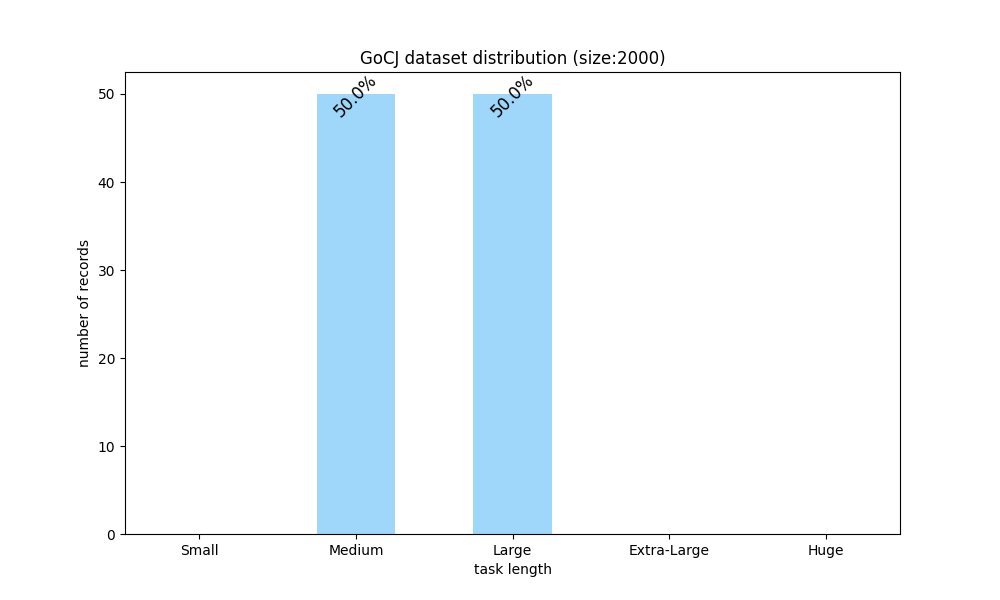 GoCJ dataset distribution (size:2000)
50.0%
50.0%
50
40
30
20
10
0
number of records
Small
Medium
Large
Extra-Large
Huge
task length